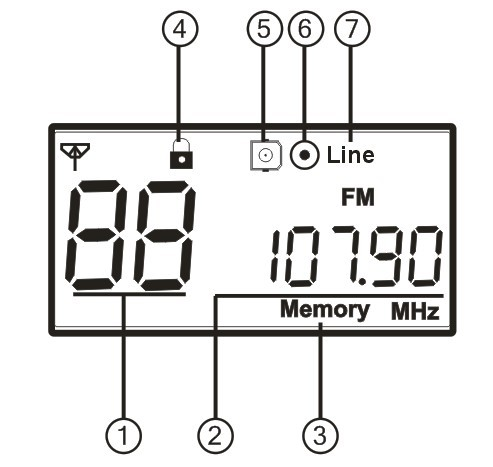 ④ ⑤ ⑥ ⑦
Line
FM
88 107.90
Memory MHz
① ② ③